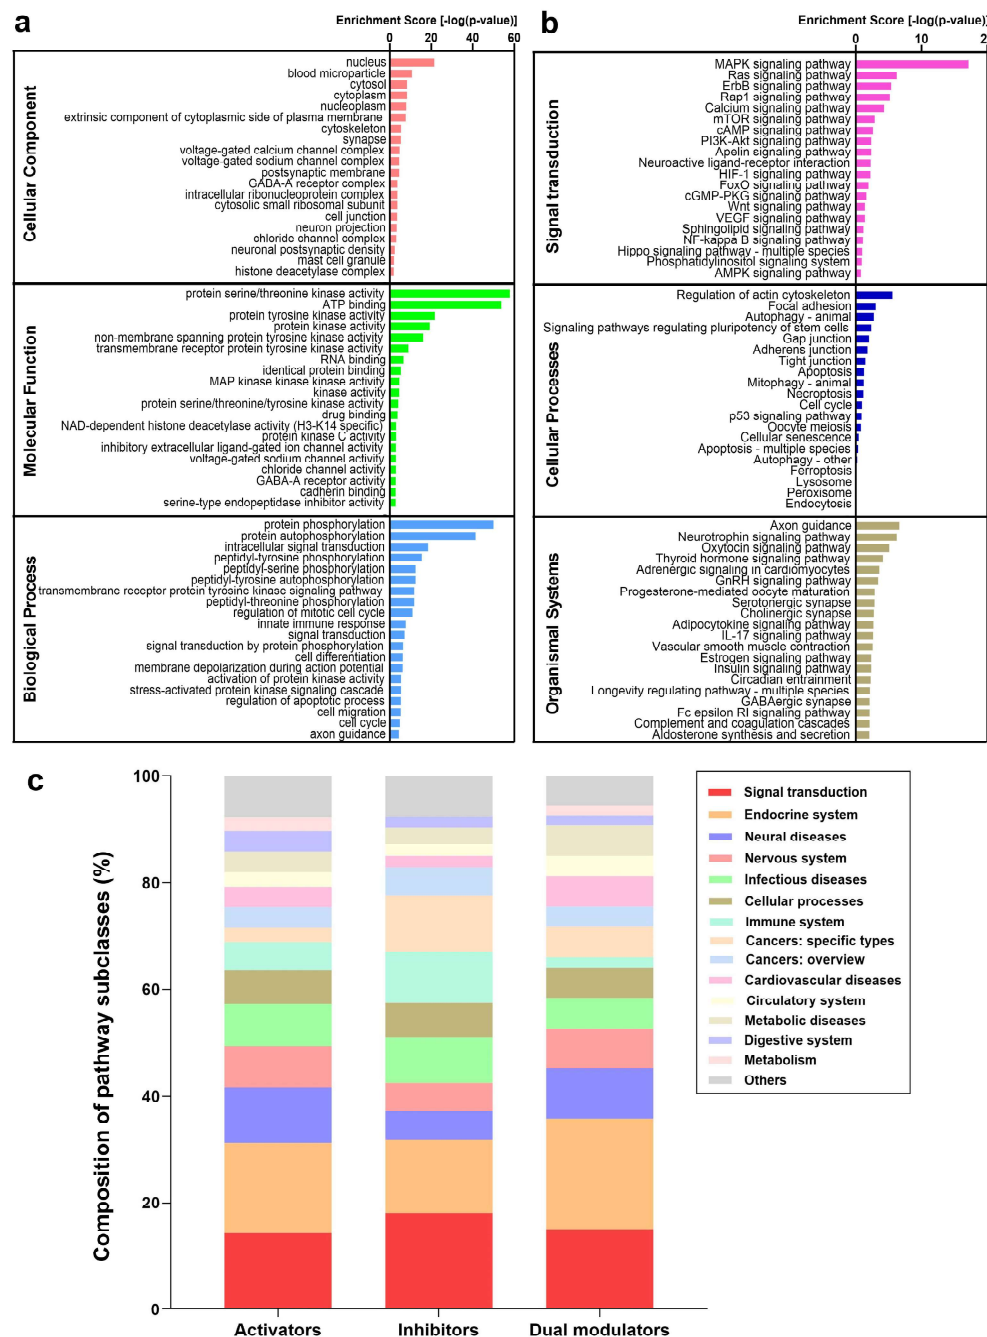 a
Enrichment Score [-log(p-value)]
0 20 40 60
Cellular Component
nucleus
blood microparticle
cytosol
cytoplasm
nucleoplasm
extrinsic component of cytoplasmic side of plasma membrane
cytoskeleton
synapse
voltage-gated calcium channel complex
voltage-gated sodium channel complex
postsynaptic membrane
GABA-A receptor complex
intracellular ribonucleoprotein complex
cytosolic small ribosomal subunit
cell junction
neuron projection
chloride channel complex
neuronal postsynaptic density
mast cell granule
histone deacetylase complex
Molecular Function
protein serine/threonine kinase activity
ATP binding
protein tyrosine kinase activity
protein kinase activity
non-membrane spanning protein tyrosine kinase activity
transmembrane receptor protein tyrosine kinase activity
RNA binding
identical protein binding
MAP kinase kinase kinase activity
kinase activity
protein serine/threonine/tyrosine kinase activity
drug binding
NAD-dependent histone deacetylase activity (H3-K14 specific)
protein kinase C activity
inhibitory extracellular ligand-gated ion channel activity
voltage-gated sodium channel activity
chloride channel activity
GABA-A receptor activity
cadherin binding
serine-type endopeptidase inhibitor activity
Biological Process
protein phosphorylation
protein autophosphorylation
intracellular signal transduction
peptidyl-tyrosine phosphorylation
peptidyl-serine phosphorylation
peptidyl-tyrosine autophosphorylation
transmembrane receptor protein tyrosine kinase signaling pathway
peptidyl-threonine phosphorylation
regulation of mitotic cell cycle
innate immune response
signal transduction
signal transduction by protein phosphorylation
cell differentiation
membrane depolarization during action potential
activation of protein kinase activity
stress-activated protein kinase signaling cascade
regulation of apoptotic process
cell migration
cell cycle
axon guidance
b
Enrichment Score [-log(p-value)]
0 10 2
Signal transduction
MAPK signaling pathway
Ras signaling pathway
ErbB signaling pathway
Rap1 signaling pathway
Calcium signaling pathway
mTOR signaling pathway
cAMP signaling pathway
PI3K-Akt signaling pathway
Apelin signaling pathway
Neuroactive ligand-receptor interaction
HIF-1 signaling pathway
FoxO signaling pathway
cGMP-PKG signaling pathway
Wnt signaling pathway
VEGF signaling pathway
Sphingolipid signaling pathway
NF-kappa B signaling pathway
Hippo signaling pathway - multiple species
Phosphatidylinositol signaling system
AMPK signaling pathway
Cellular Processes
Regulation of actin cytoskeleton
Focal adhesion
Autophagy - animal
Signaling pathways regulating pluripotency of stem cells
Gap junction
Adherens junction
Tight junction
Apoptosis
Mitophagy - animal
Necroptosis
Cell cycle
p53 signaling pathway
Oocyte meiosis
Cellular senescence
Apoptosis - multiple species
Autophagy - other
Ferroptosis
Lysosome
Peroxisome
Endocytosis
Organismal Systems
Axon guidance
Neurotrophin signaling pathway
Oxytocin signaling pathway
Thyroid hormone signaling pathway
Adrenergic signaling in cardiomyocytes
GnRH signaling pathway
Progesterone-mediated oocyte maturation
Serotonergic synapse
Cholinergic synapse
Adipocytokine signaling pathway
IL-17 signaling pathway
Vascular smooth muscle contraction
Estrogen signaling pathway
Insulin signaling pathway
Circadian entrainment
Longevity regulating pathway - multiple species
GABAergic synapse
Fc epsilon RI signaling pathway
Complement and coagulation cascades
Aldosterone synthesis and secretion
c
Composition of pathway subclasses (%)
100
80
60
40
20
0
Activators Inhibitors Dual modulators
Signal transduction
Endocrine system
Neural diseases
Nervous system
Infectious diseases
Cellular processes
Immune system
Cancers: specific types
Cancers: overview
Cardiovascular diseases
Circulatory system
Metabolic diseases
Digestive system
Metabolism
Others